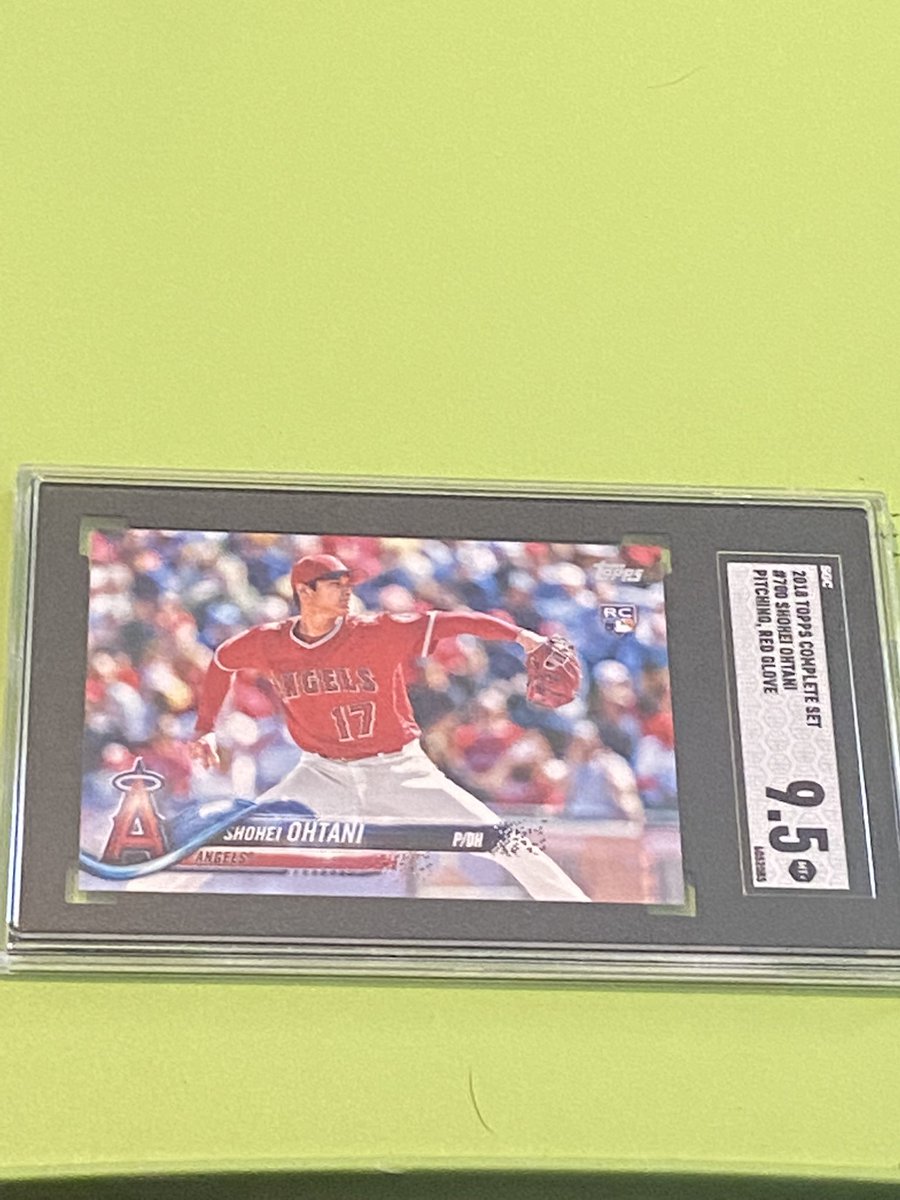 Topps
RC
ANGELS
17
A
SHOHEI OHTANI
P/DH
ANGELS
SGC
2018 TOPPS COMPLETE SET
#700 SHOHEI OHTANI
PITCHING, RED GLOVE
9.5
MT+